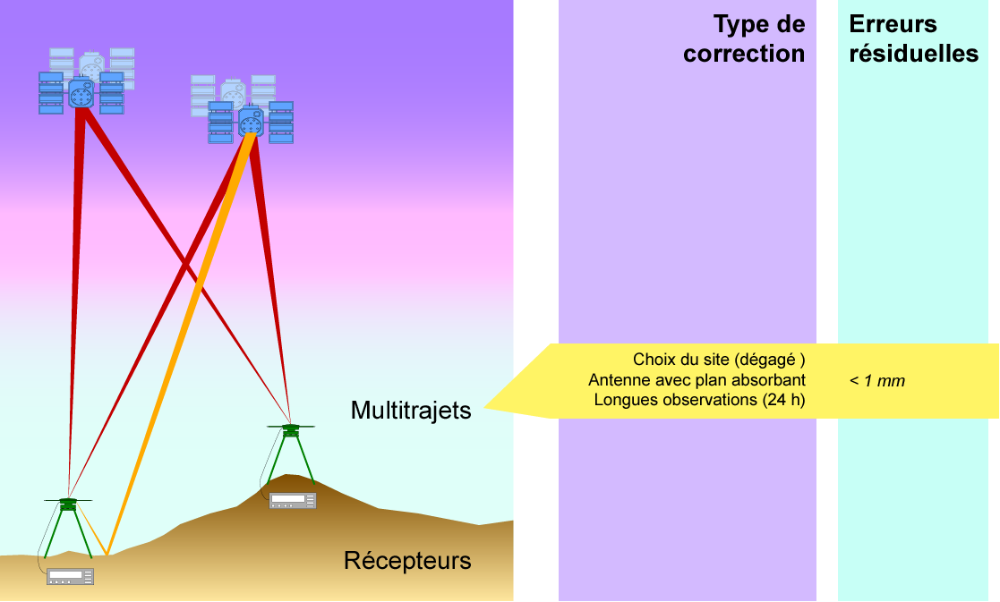 Type de
correction
Erreurs
résiduelles
Choix du site (dégagé )
Antenne avec plan absorbant
Longues observations (24 h)
< 1 mm
Multitrajets
Récepteurs